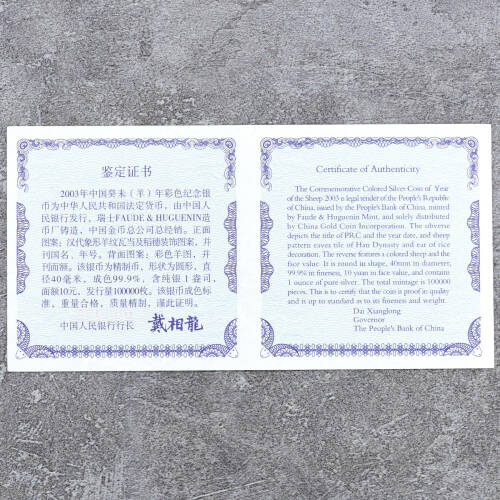 鉴定证书
2003年中国癸未（羊）年彩色纪念银
币为中华人民共和国法定货币，由中国人
民银行发行，瑞士FAUDE & HUGUENIN造
币厂铸造，中国金币总公司总经销。正面
图案：汉代象形羊纹瓦当及稻穗装饰图案，并
刊国名、年号，背面图案：彩色羊图，并
刊面额。该银币为精制币，形状为圆形，直
径40毫米，成色99.9%，含纯银1盎司，
面额10元，发行量100000枚。该银币成色标
准，重量合格，质量精制，谨此证明。
中国人民银行行长 戴相龍
Certificate of Authenticity
The Commemorative Colored Silver Coin of Year
of the Sheep 2003 is legal tender of the People's Republic
of China, issued by the People's Bank of China, minted
by Faude & Huguenin Mint, and solely distributed
by China Gold Coin Incorporation. The obverse
depicts the title of PRC and the year date, and sheep
pattern eaves tile of Han Dynasty and ear of rice
decoration. The reverse features a colored sheep and the
face value. It is round in shape, 40mm in diameter,
99.9% in fineness, 10 yuan in face value, and contains
1 ounce of pure silver. The total mintage is 100000
pieces. This is to certify that the coin is proof in quality
and is up to standard as to its fineness and weight.
Dai Xianglong
Governor
The People's Bank of China